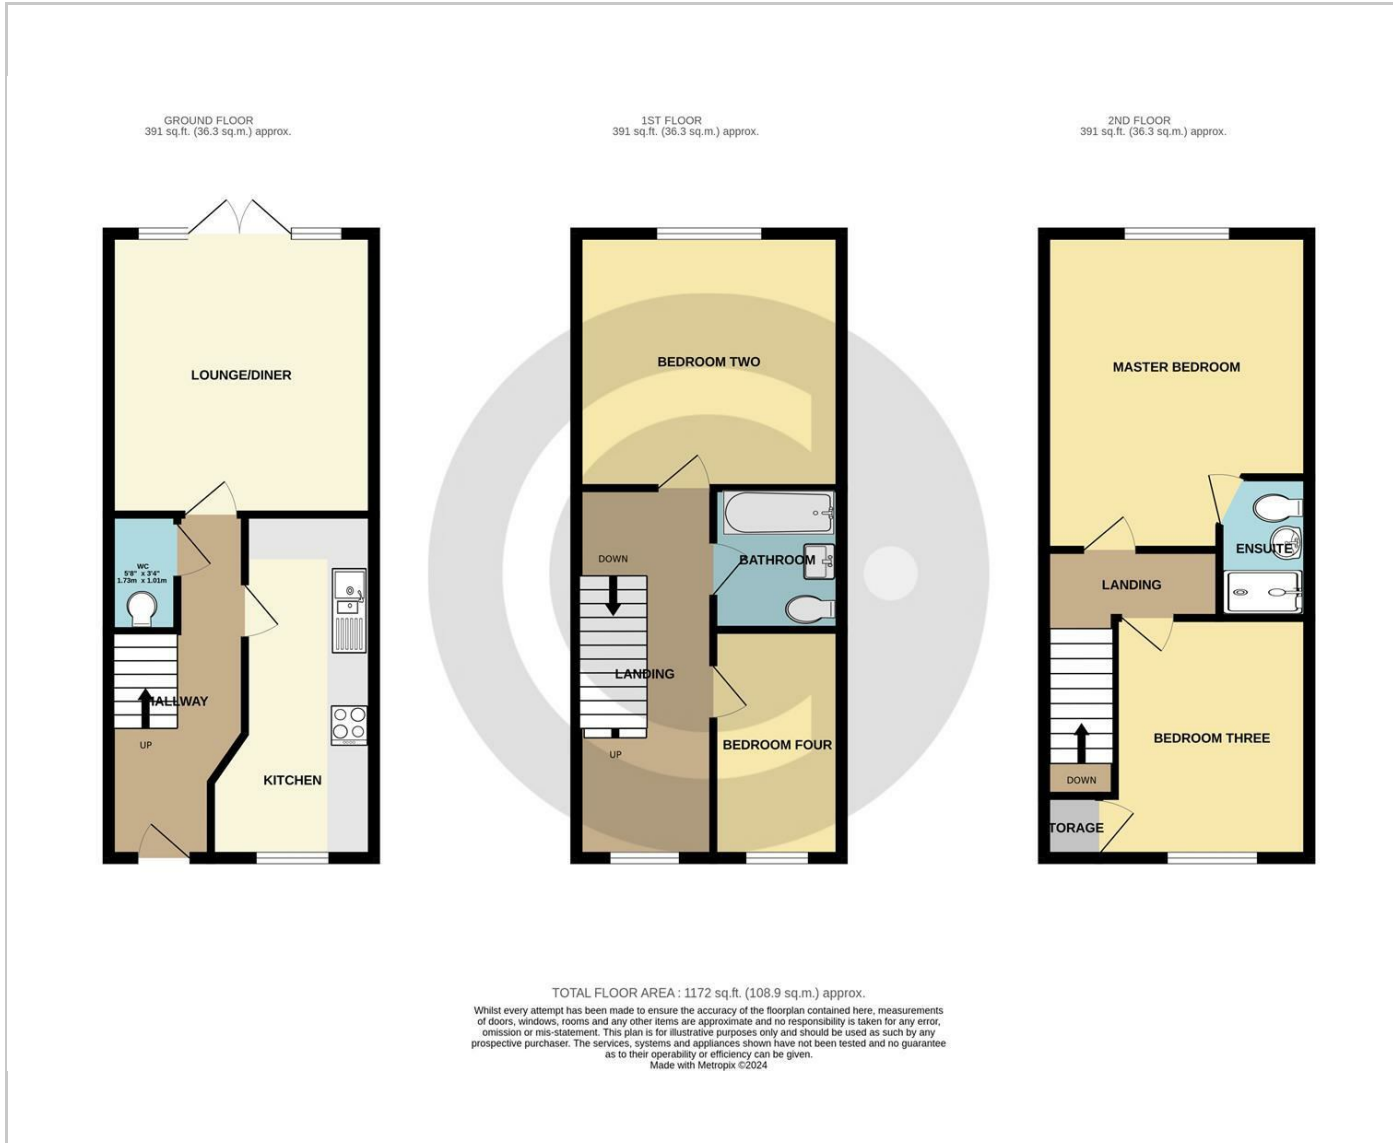 GROUND FLOOR
391 sq.ft. (36.3 sq.m.) approx.
1ST FLOOR
391 sq.ft. (36.3 sq.m.) approx.
2ND FLOOR
391 sq.ft. (36.3 sq.m.) approx.
LOUNGE/DINER
WC
5'8" x 3'4"
1.73m x 1.01m
HALLWAY
UP
KITCHEN
BEDROOM TWO
DOWN
BATHROOM
LANDING
UP
BEDROOM FOUR
MASTER BEDROOM
ENSUITE
LANDING
BEDROOM THREE
DOWN
TORAGE
TOTAL FLOOR AREA : 1172 sq.ft. (108.9 sq.m.) approx.
Whilst every attempt has been made to ensure the accuracy of the floorplan contained here, measurements
of doors, windows, rooms and any other items are approximate and no responsibility is taken for any error,
omission or mis-statement. This plan is for illustrative purposes only and should be used as such by any
prospective purchaser. The services, systems and appliances shown have not been tested and no guarantee
as to their operability or efficiency can be given.
Made with Metropix ©2024